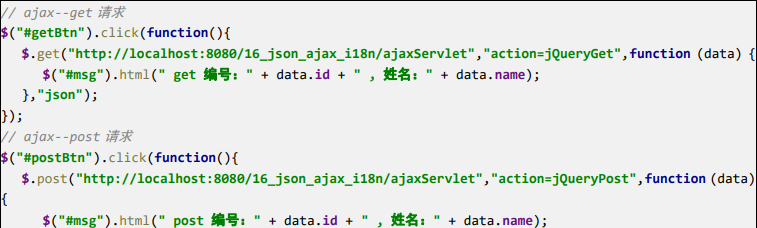 // ajax--get 请求
$("#getBtn").click(function(){
$.get("http://localhost:8080/16_json_ajax_i18n/ajaxServlet","action=jQueryGet",function (data) {
$("#msg").html(" get 编号：" + data.id + " , 姓名：" + data.name);
},"json");
});
// ajax--post 请求
$("#postBtn").click(function(){
$.post("http://localhost:8080/16_json_ajax_i18n/ajaxServlet","action=jQueryPost",function (data)
{
$("#msg").html(" post 编号：" + data.id + " , 姓名：" + data.name);